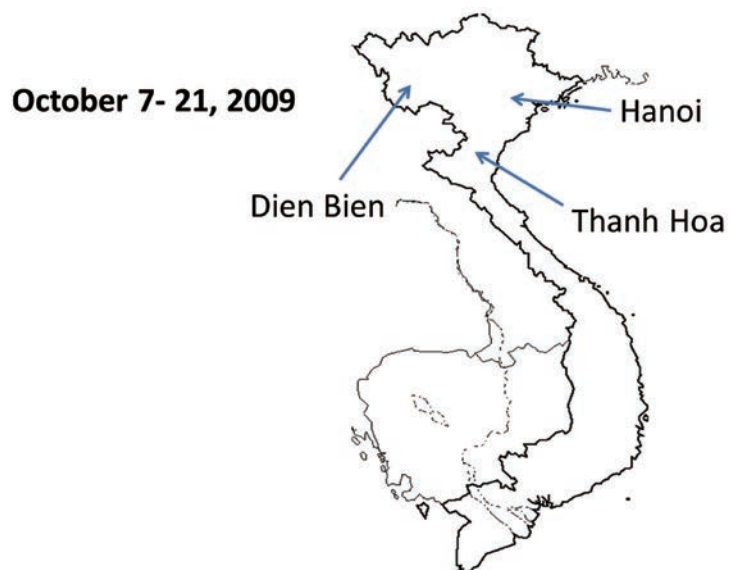 October 7- 21, 2009
Hanoi
Dien Bien
Thanh Hoa